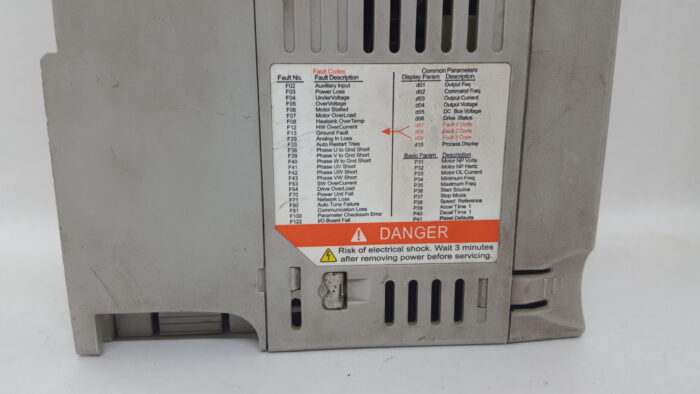 Fault Codes
Fault No. Fault Description
F02 Auxiliary Input
F03 Power Loss
F04 UnderVoltage
F05 OverVoltage
F06 Motor Stalled
F07 Motor OverLoad
F08 Heatsink OverTemp
F12 HW OverCurrent
F13 Ground Fault
F29 Analog In Loss
F33 Auto Restart Tries
F38 Phase U to Gnd Short
F39 Phase V to Gnd Short
F40 Phase W to Gnd Short
F41 Phase UV Short
F42 Phase UW Short
F43 Phase VW Short
F63 SW OverCurrent
F64 Drive OverLoad
F70 Power Unit Fail
F71 Network Loss
F80 Auto Tune Failure
F81 Communication Loss
F100 Parameter Checksum Error
F122 I/O Board Fail
Common Parameters
Display Param Description
d01 Output Freq
d02 Command Freq
d03 Output Current
d04 Output Voltage
d05 DC Bus Voltage
d06 Drive Status
d07 Fault 1 Code
Fault 2 Code
Fault 3 Code
d10 Process Display
Basic Param Description
P31 Motor NP Volts
P32 Motor NP Hertz
P33 Motor OL Current
P34 Minimum Freq
P35 Maximum Freq
P36 Start Source
P37 Stop Mode
P38 Speed Reference
P39 Accel Time 1
P40 Decel Time 1
P41 Reset Defaults
DANGER
Risk of electrical shock. Wait 3 minutes
after removing power before servicing.